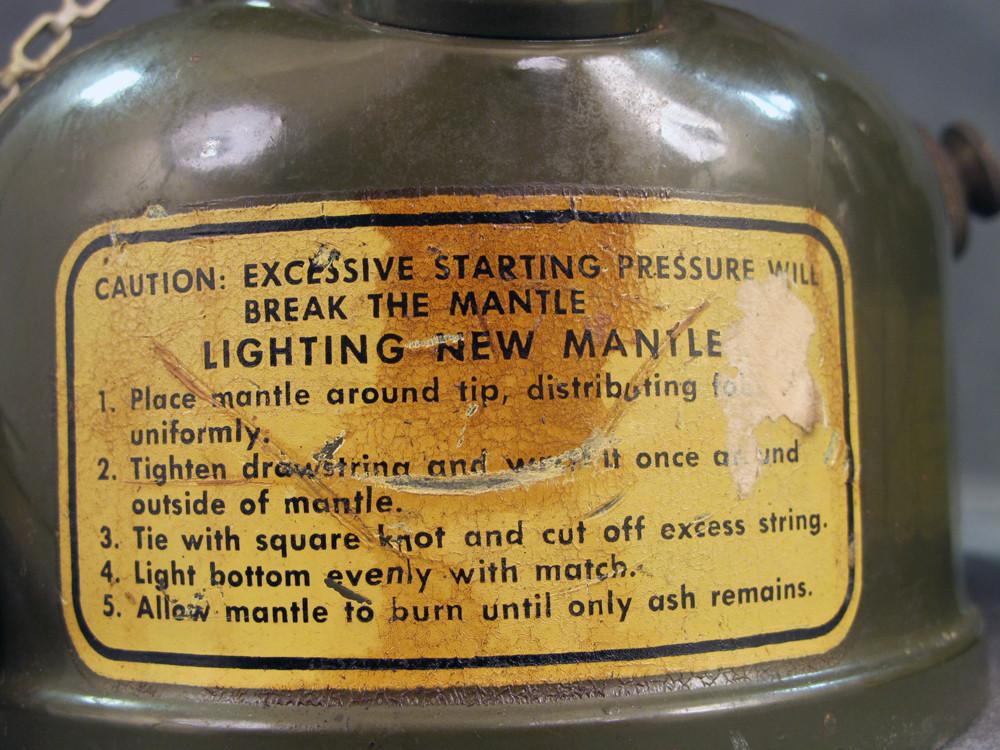 CAUTION: EXCESSIVE STARTING PRESSURE WILL
BREAK THE MANTLE
LIGHTING NEW MANTLE
1. Place mantle around tip, distributing
uniformly.
2. Tighten drawstring and wrap it once around
outside of mantle.
3. Tie with square knot and cut off excess string.
4. Light bottom evenly with match.
5. Allow mantle to burn until only ash remains.